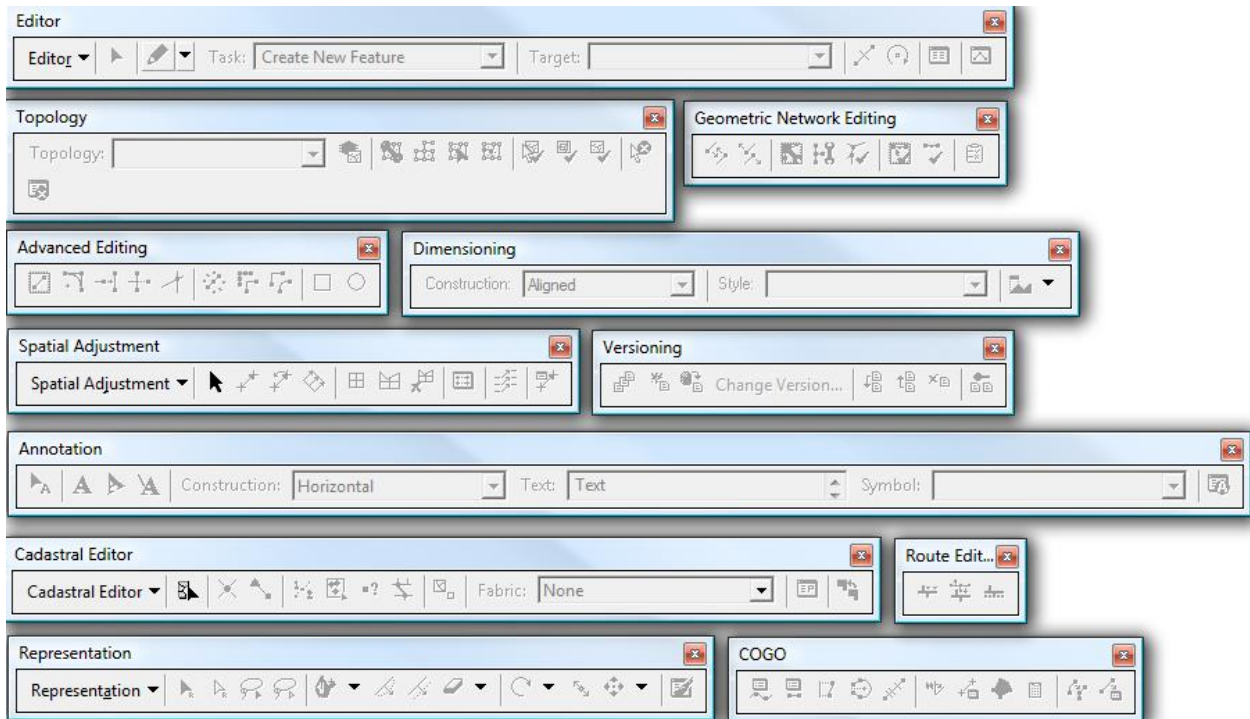 Editor
Editor Task: Create New Feature Target:
Topology
Topology:
Geometric Network Editing
Advanced Editing
Dimensioning
Construction: Aligned Style:
Spatial Adjustment
Spatial Adjustment
Versioning
Change Version...
Annotation
A A A A Construction: Horizontal Text: Text Symbol:
Cadastral Editor
Cadastral Editor ? Fabric: None EP
Route Edit...
Representation
Representation R R
COGO